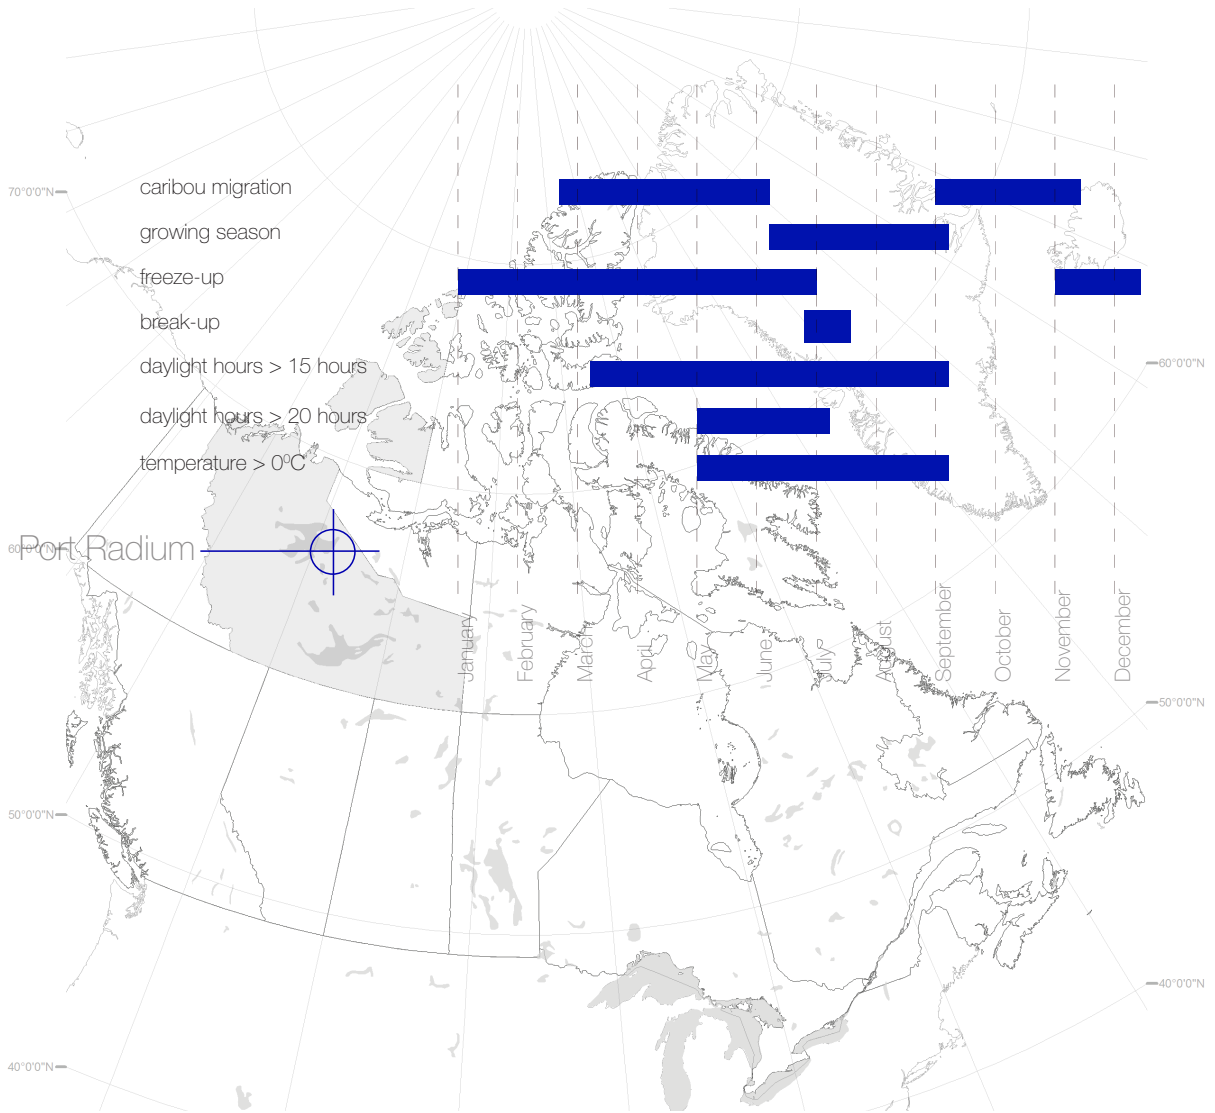 70°0'0"N
caribou migration
growing season
freeze-up
break-up
daylight hours > 15 hours
60°0'0"N
daylight hours > 20 hours
temperature > 0ºC
60°0'0"N
Port Radium
January
February
March
April
May
June
July
August
September
October
November
December
50°0'0"N
50°0'0"N
40°0'0"N
40°0'0"N